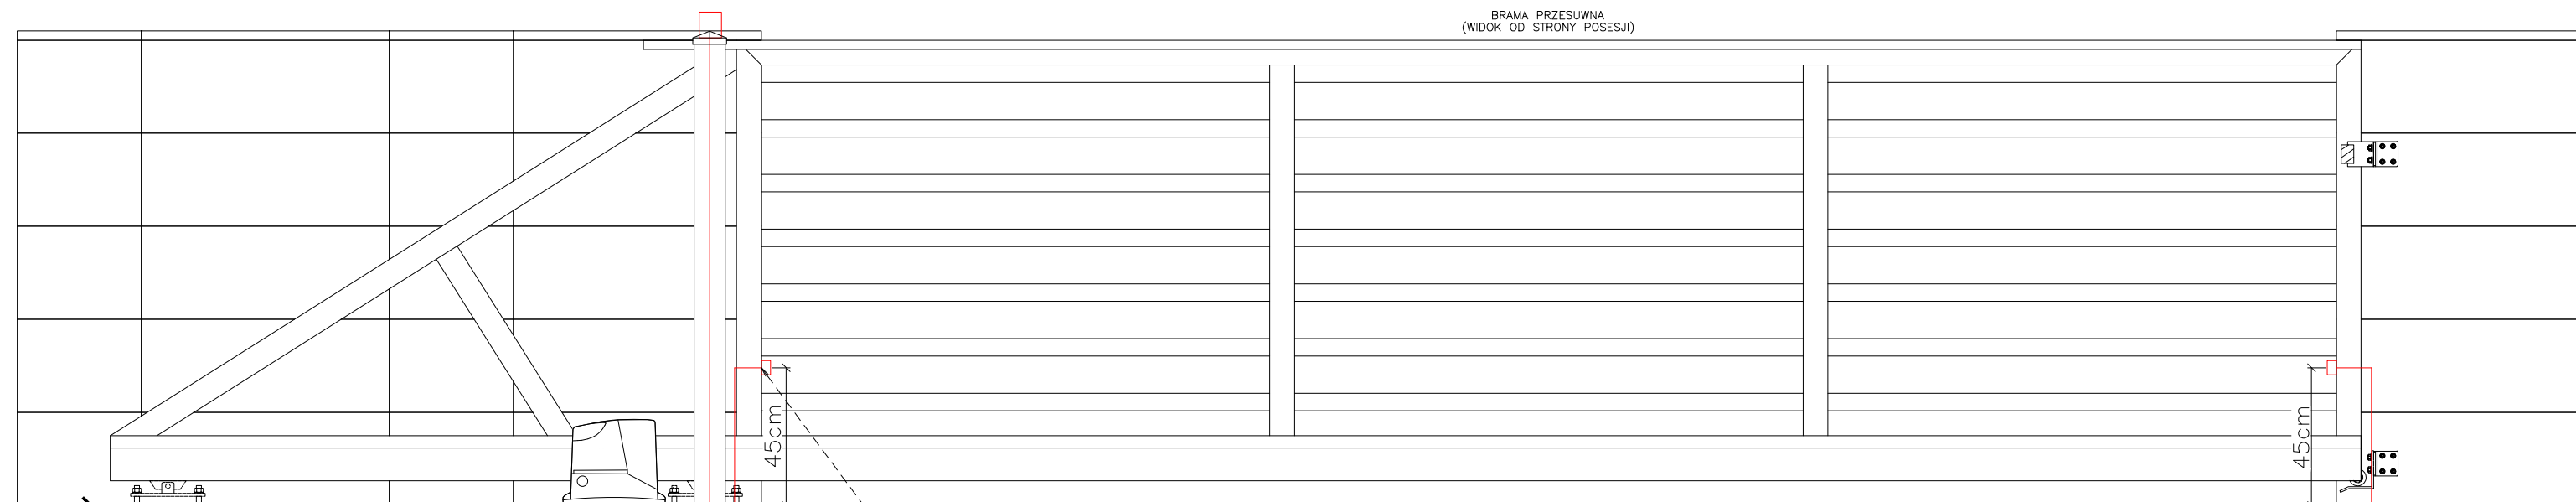 BRAMA PRZESUWNA
(WIDOK OD STRONY POSESJI)
45cm
45cm